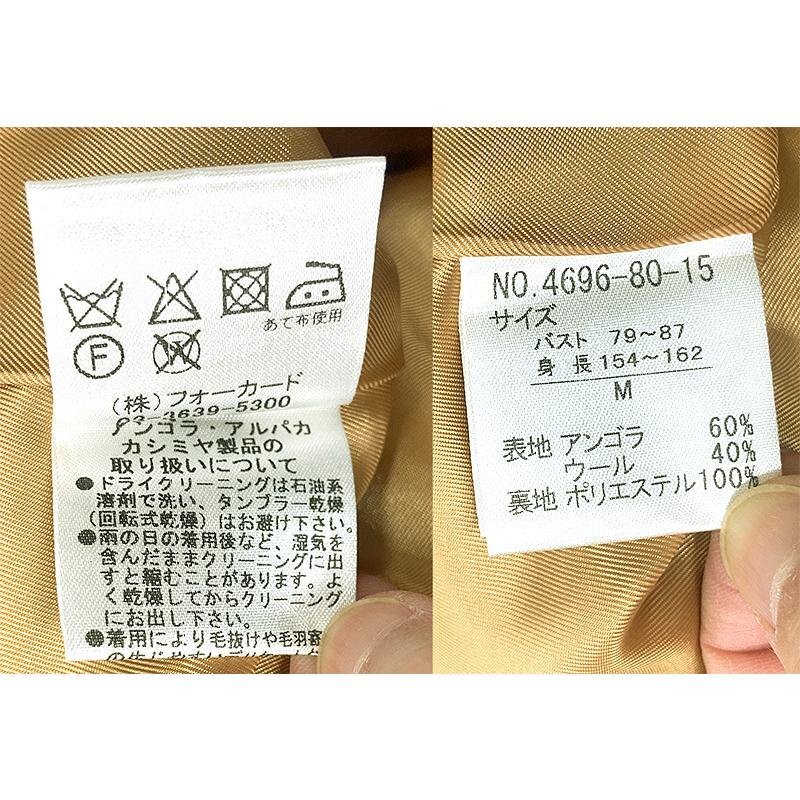 あて布使用
F
W
(株)フォーカード
03-3639-5300
アンゴラ・アルパカ
カシミヤ製品の
取り扱いについて
●ドライクリーニングは石油系
溶剤で洗い、タンブラー乾燥
(回転式乾燥)はお避け下さい。
●雨の日の着用後など、湿気を
含んだままクリーニングに出
すと縮むことがあります。よ
く乾燥してからクリーニング
にお出し下さい。
●着用により毛抜けや毛羽寄
NO.4696-80-15
サイズ
バスト 79～87
身長 154～162
M
表地 アンゴラ 60%
ウール 40%
裏地 ポリエステル100%